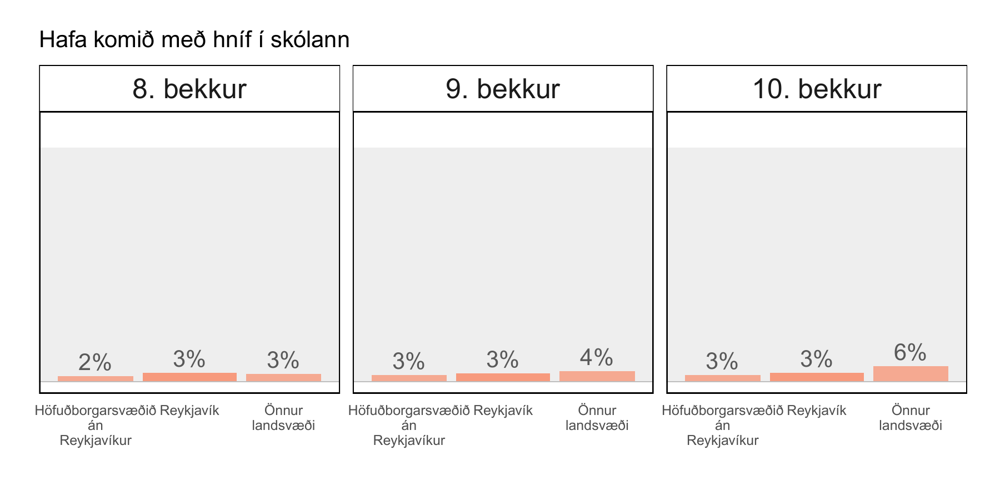 Hafa komið með hníf í skólann
8. bekkur
9. bekkur
10. bekkur
2%
3%
3%
3%
3%
4%
3%
3%
6%
Höfuðborgarsvæðið
án
Reykjavíkur
Reykjavík
Önnur
landsvæði
Höfuðborgarsvæðið
án
Reykjavíkur
Reykjavík
Önnur
landsvæði
Höfuðborgarsvæðið
án
Reykjavíkur
Reykjavík
Önnur
landsvæði